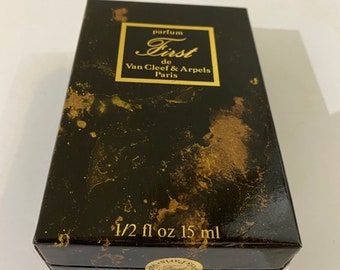 parfum
First
de
Van Cleef & Arpels
Paris
1/2 fl oz 15 ml